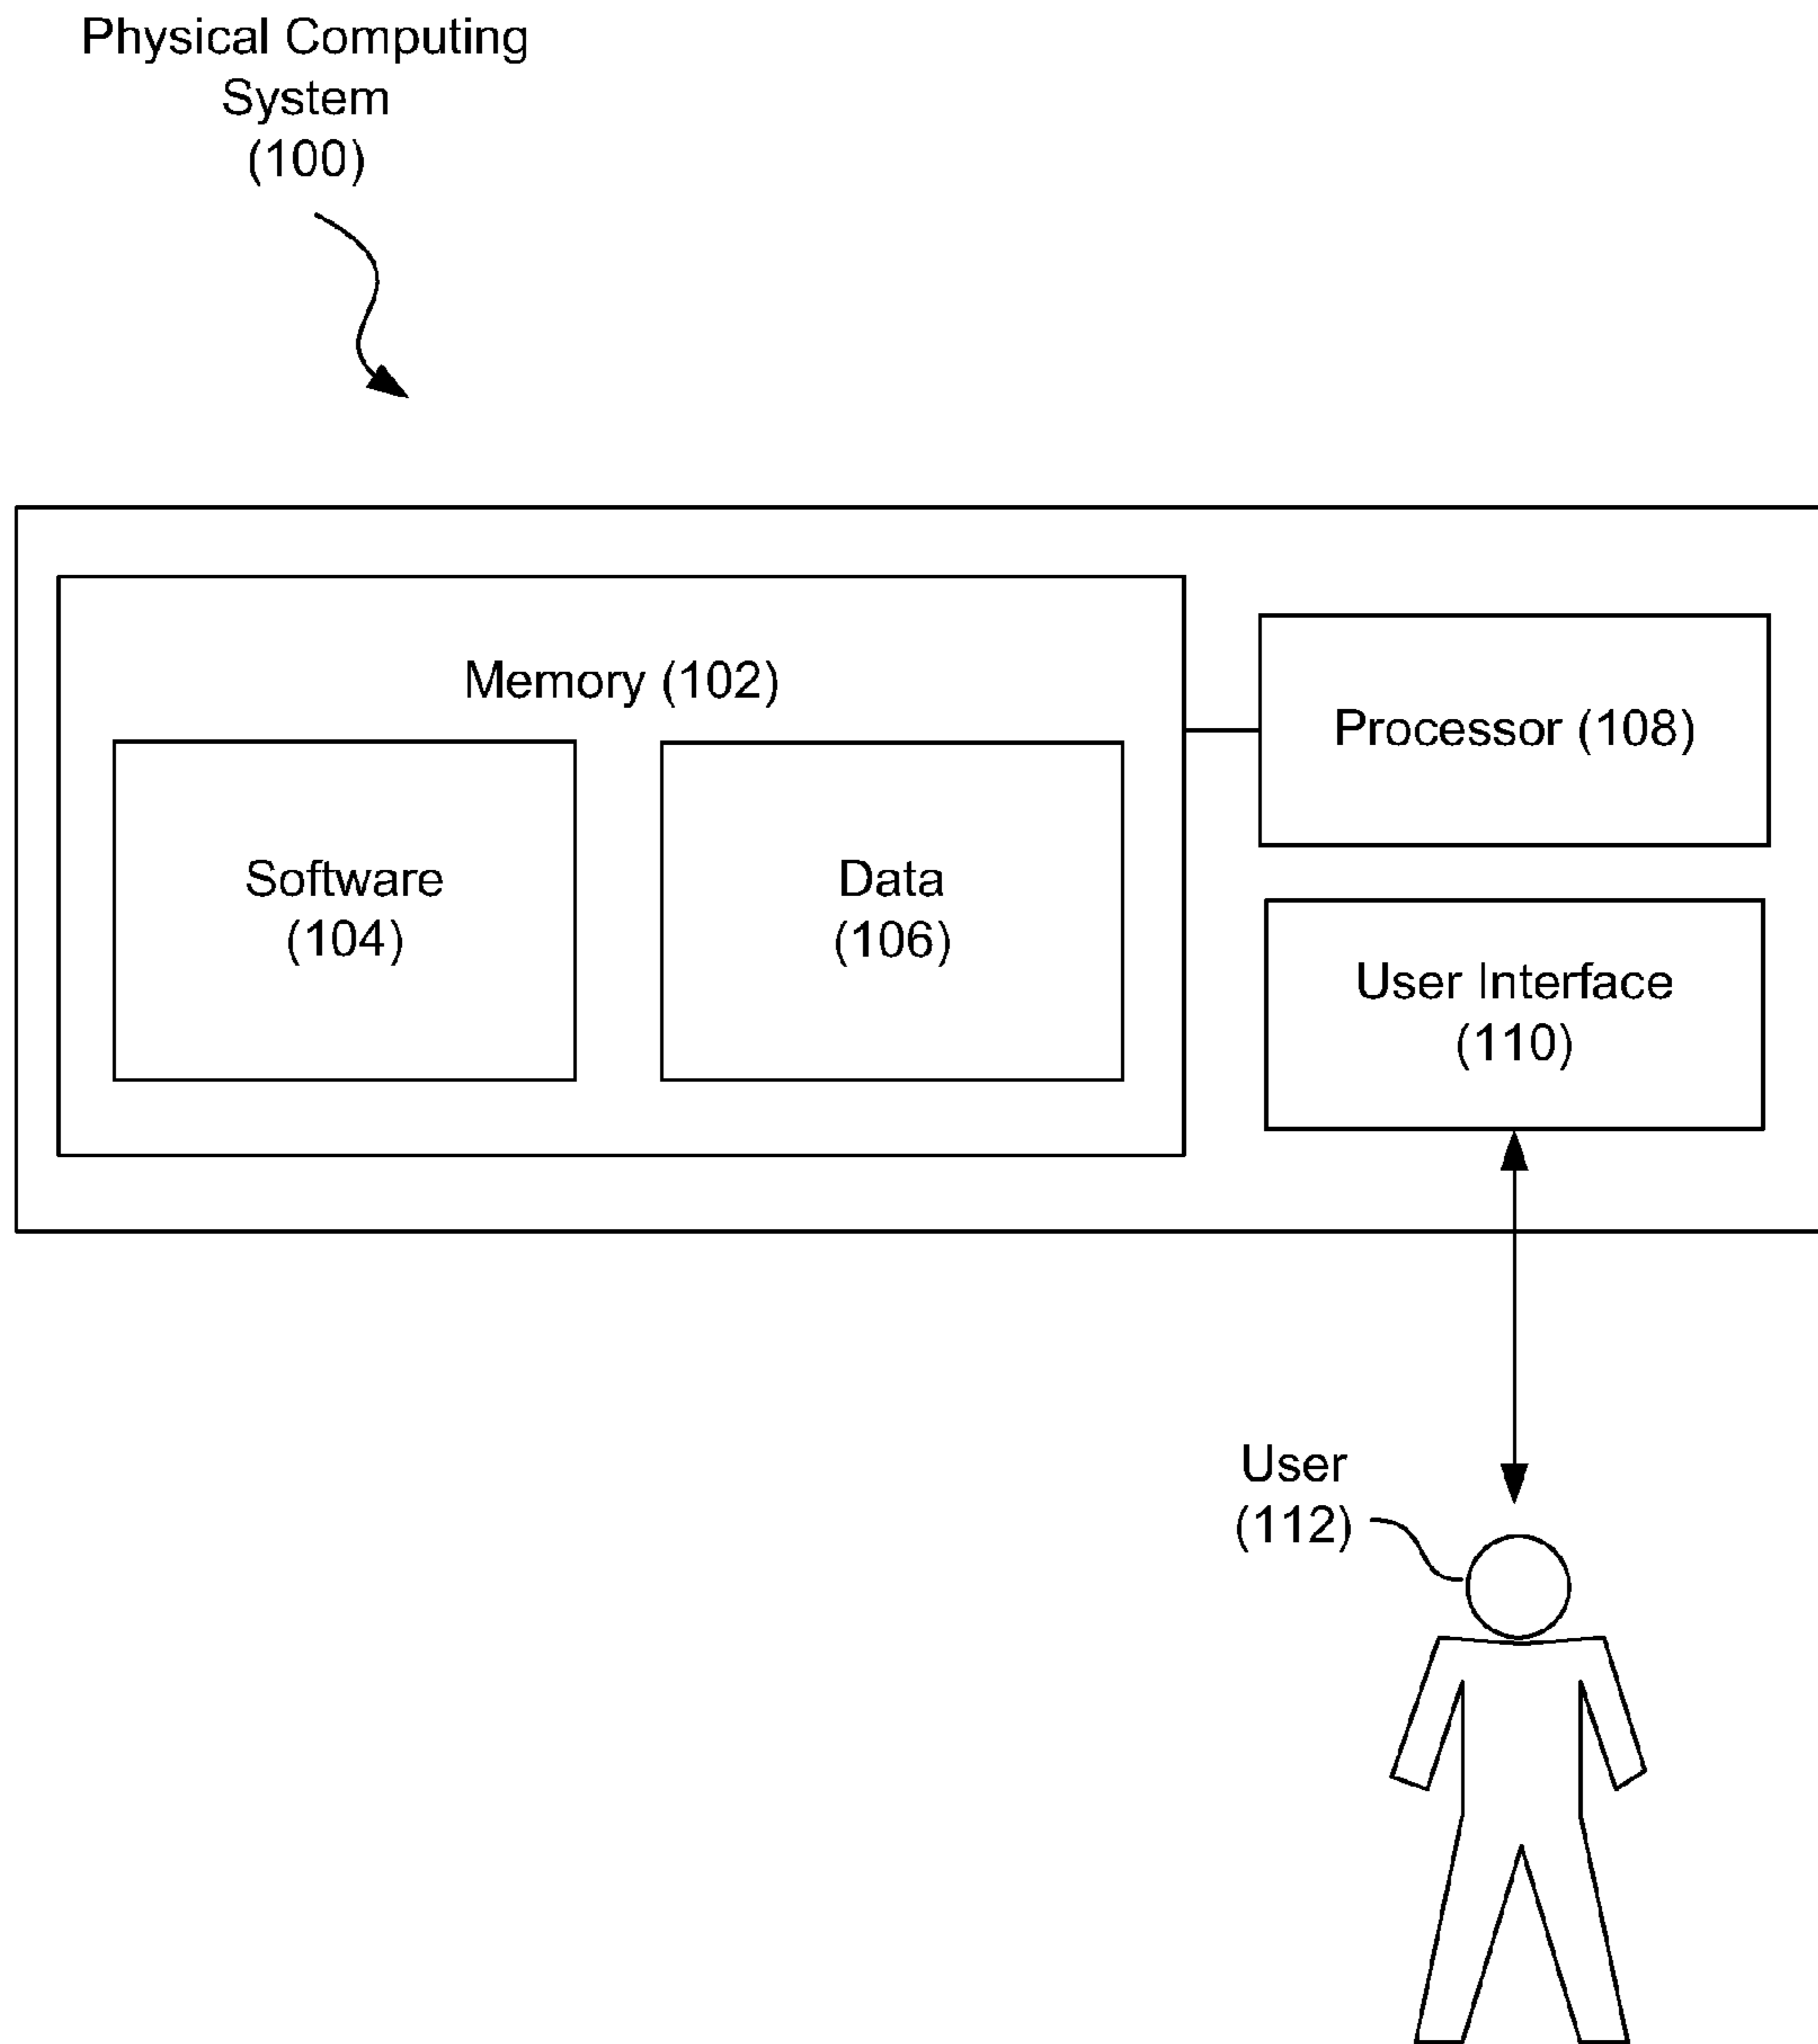 Physical Computing
System
(100)
Memory (102)
Processor (108)
Software
(104)
Data
(106)
User Interface
(110)
User
(112)